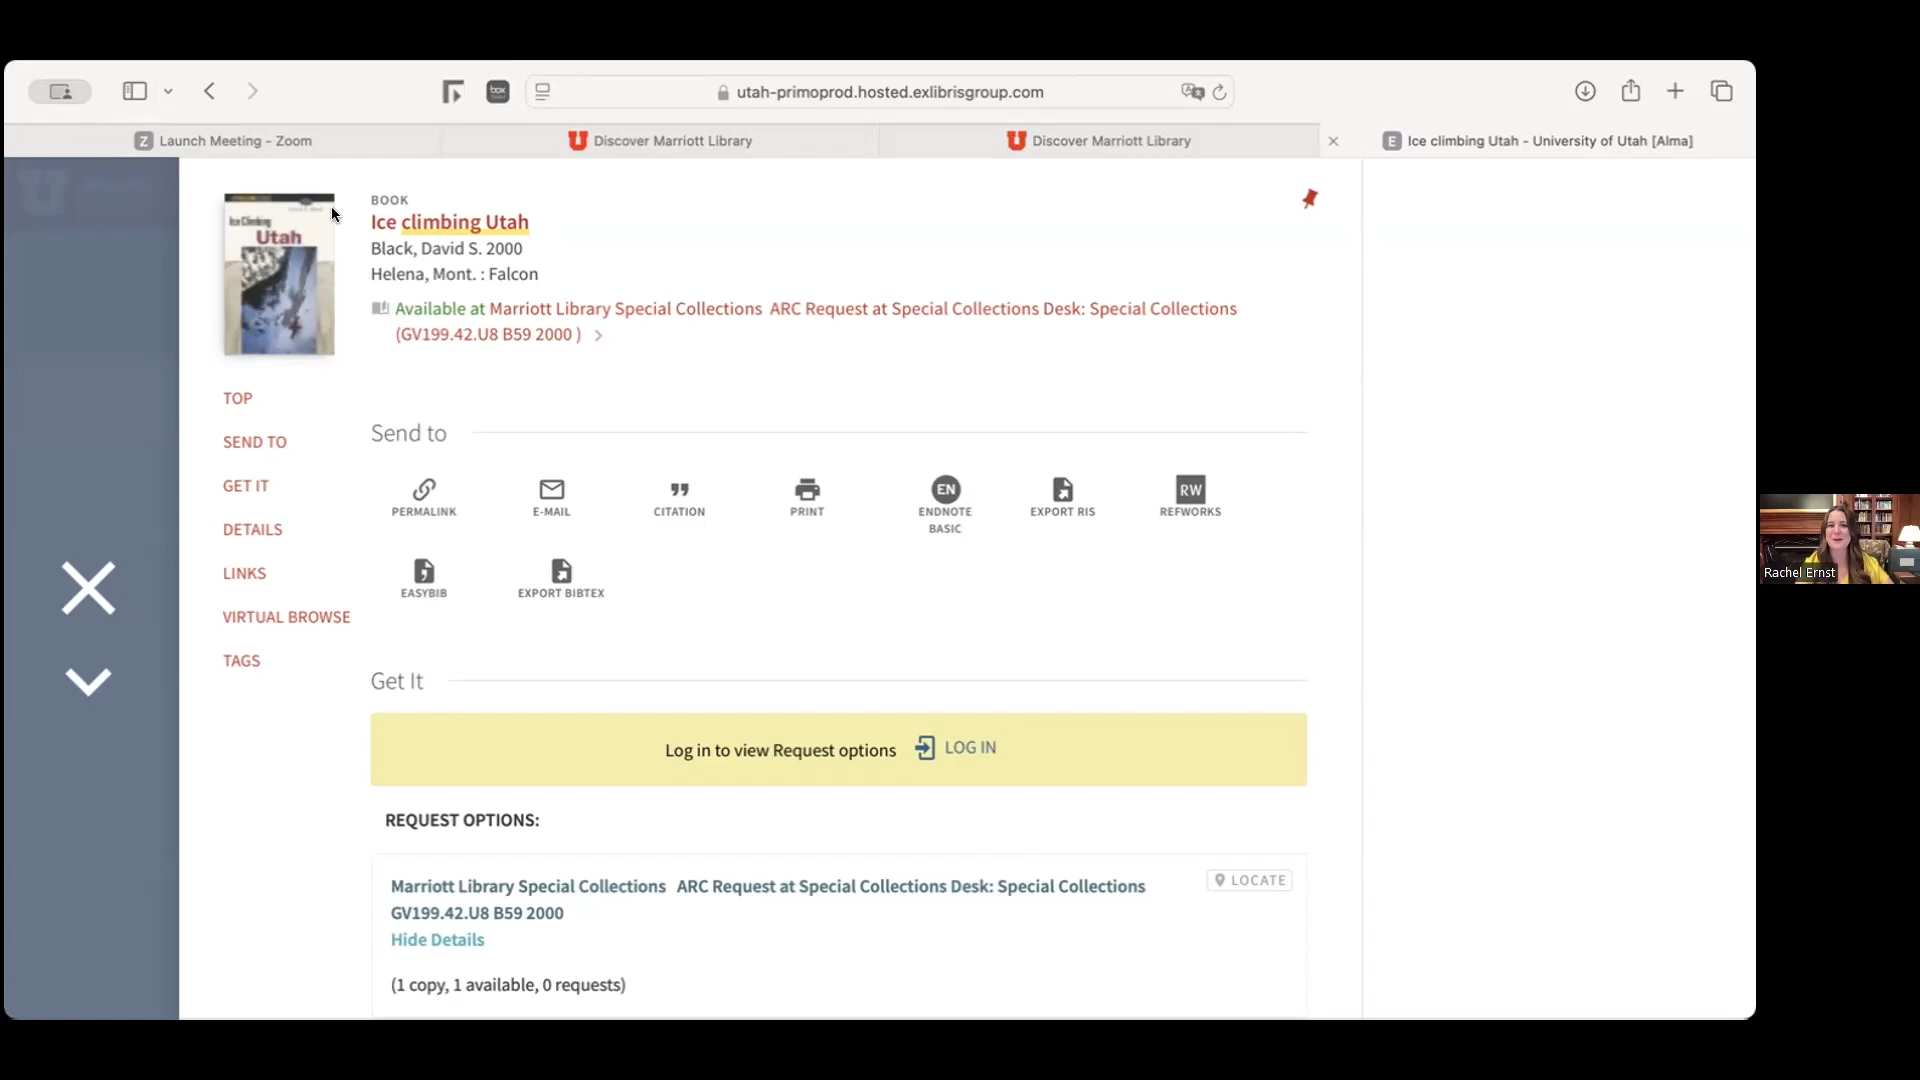 box
utah-primoprod.hosted.exlibrisgroup.com
Z Launch Meeting - Zoom
Discover Marriott Library
Discover Marriott Library
E Ice climbing Utah - University of Utah [Alma]
BOOK
Ice climbing Utah
Black, David S. 2000
Helena, Mont. : Falcon
Available at Marriott Library Special Collections ARC Request at Special Collections Desk: Special Collections
(GV199.42.U8 B59 2000 )
Ice Climbing
Utah
TOP
SEND TO
GET IT
DETAILS
LINKS
VIRTUAL BROWSE
TAGS
Send to
PERMALINK
E-MAIL
CITATION
PRINT
EN
ENDNOTE
BASIC
EXPORT RIS
RW
REFWORKS
EASYBIB
EXPORT BIBTEX
Get It
Log in to view Request options LOG IN
REQUEST OPTIONS:
Marriott Library Special Collections ARC Request at Special Collections Desk: Special Collections
LOCATE
GV199.42.U8 B59 2000
Hide Details
(1 copy, 1 available, 0 requests)
Rachel Ernst